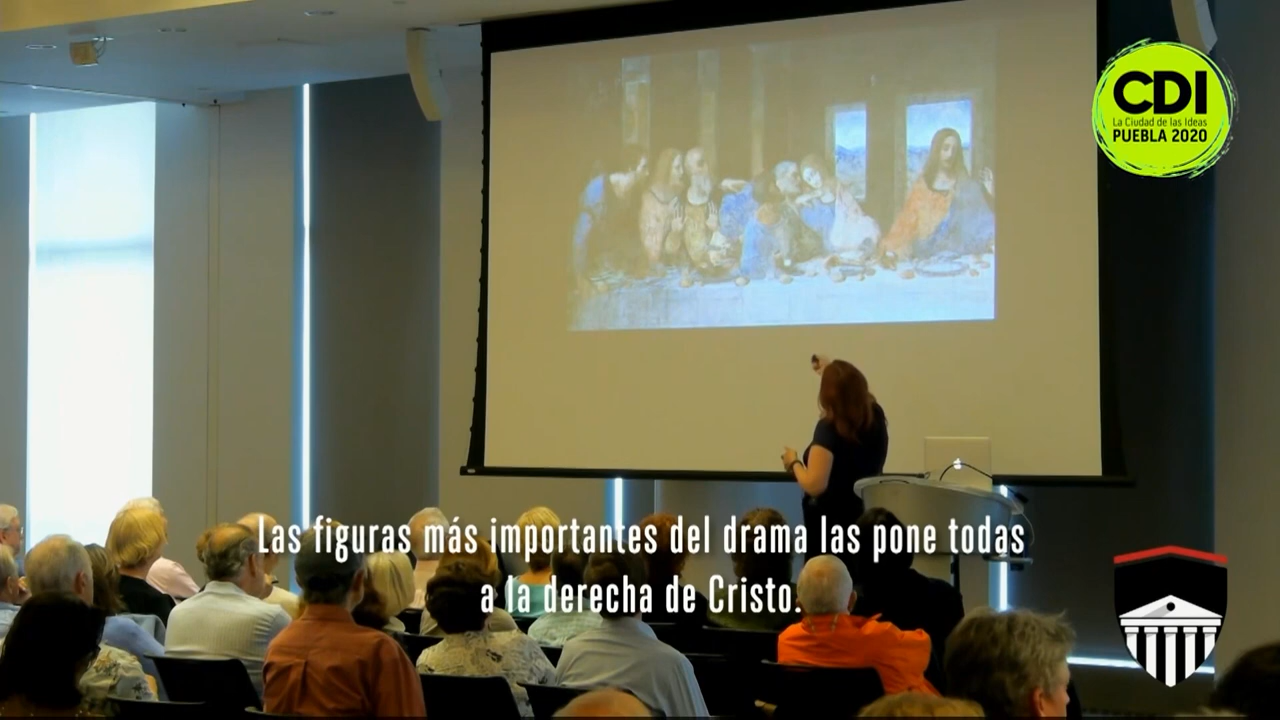 CDI
La Ciudad de las Ideas
PUEBLA 2020
Las figuras más importantes del drama las pone todas
a la derecha de Cristo.